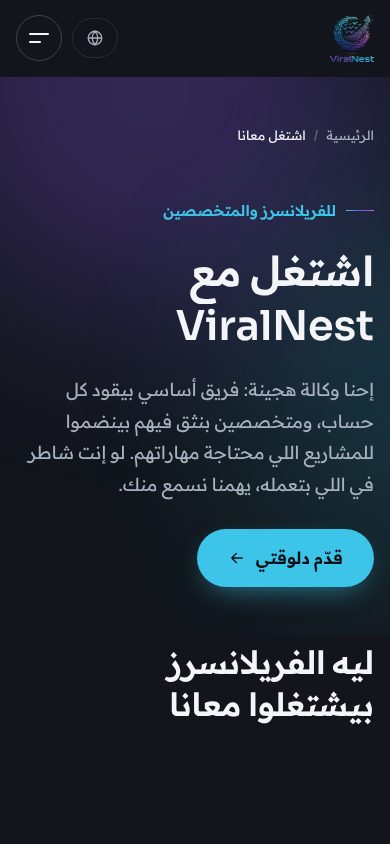 ViralNest
الرئيسية / اشتغل معانا
للفريلانسرز والمتخصصين
اشتغل مع
ViralNest
إحنا وكالة هجينة: فريق أساسي بيقود كل
حساب، ومتخصصين بنثق فيهم بينضموا
للمشاريع اللي محتاجة مهاراتهم. لو إنت شاطر
في اللي بتعمله، يهمنا نسمع منك.
قدّم دلوقتي ←
ليه الفريلانسرز
بيشتغلوا معانا